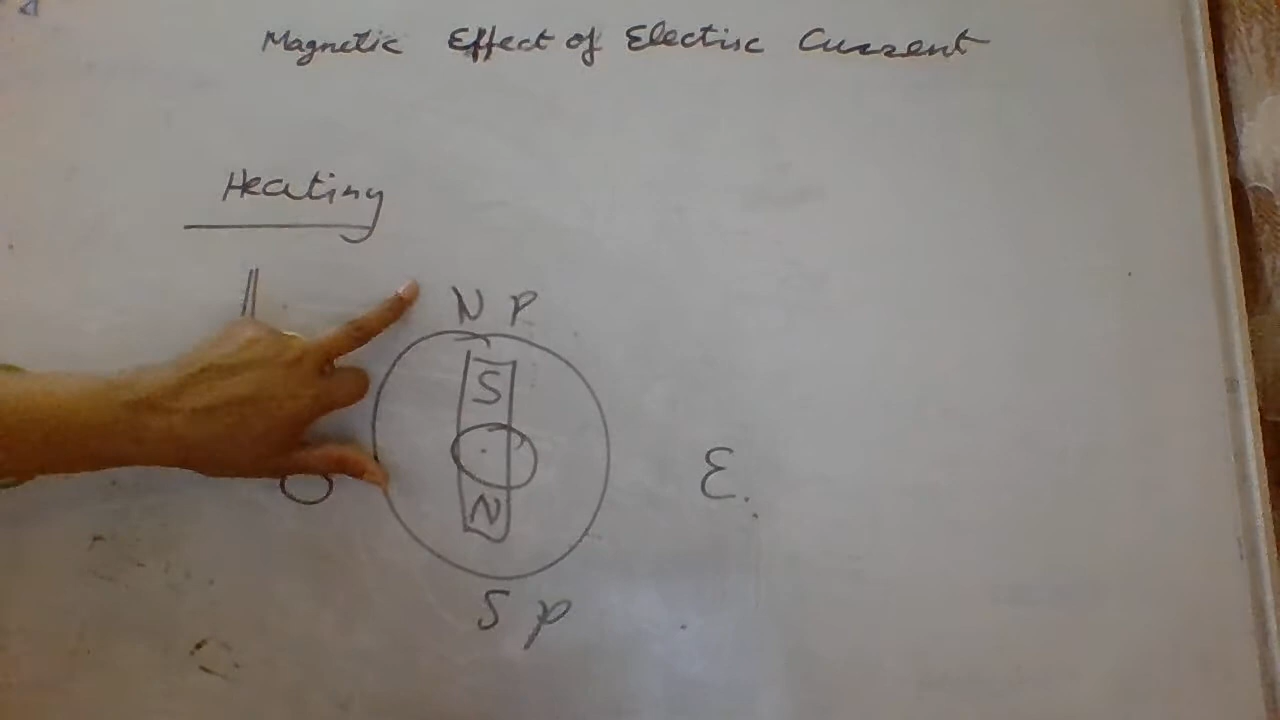 Magnetic Effect of Electric Current
Heating
N P
S
N
E.
S P